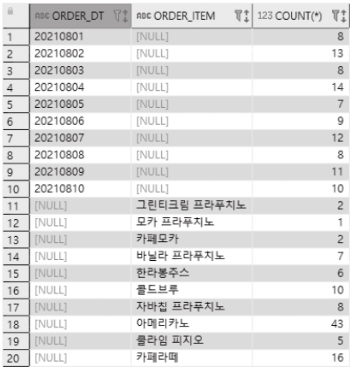 ABC ORDER_DT ABC ORDER_ITEM 123 COUNT(*)
1 20210801 [NULL] 8
2 20210802 [NULL] 13
3 20210803 [NULL] 8
4 20210804 [NULL] 14
5 20210805 [NULL] 7
6 20210806 [NULL] 9
7 20210807 [NULL] 12
8 20210808 [NULL] 8
9 20210809 [NULL] 11
10 20210810 [NULL] 10
11 [NULL] 그린티크림 프라푸치노 2
12 [NULL] 모카 프라푸치노 1
13 [NULL] 카페모카 2
14 [NULL] 바닐라 프라푸치노 7
15 [NULL] 한라봉주스 6
16 [NULL] 콜드브루 10
17 [NULL] 자바칩 프라푸치노 8
18 [NULL] 아메리카노 43
19 [NULL] 쿨라임 피지오 5
20 [NULL] 카페라떼 16